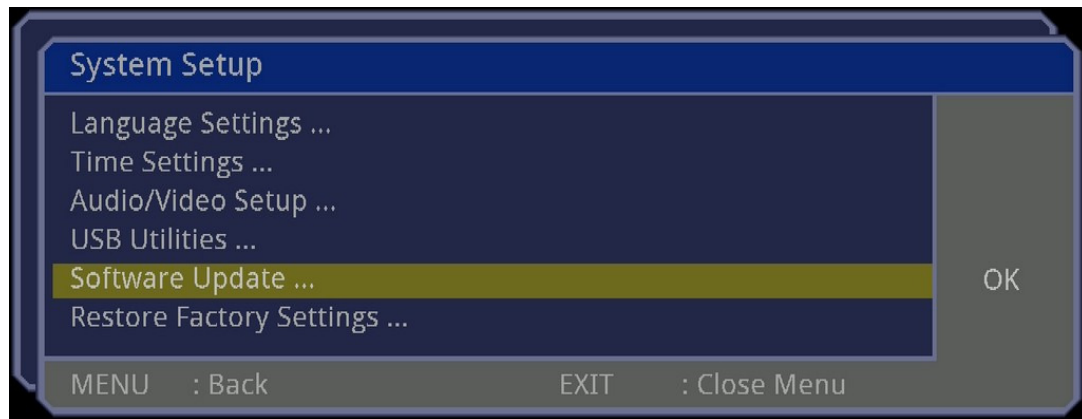 System Setup
Language Settings ...
Time Settings ...
Audio/Video Setup ...
USB Utilities ...
Software Update ... OK
Restore Factory Settings ...
MENU : Back EXIT : Close Menu